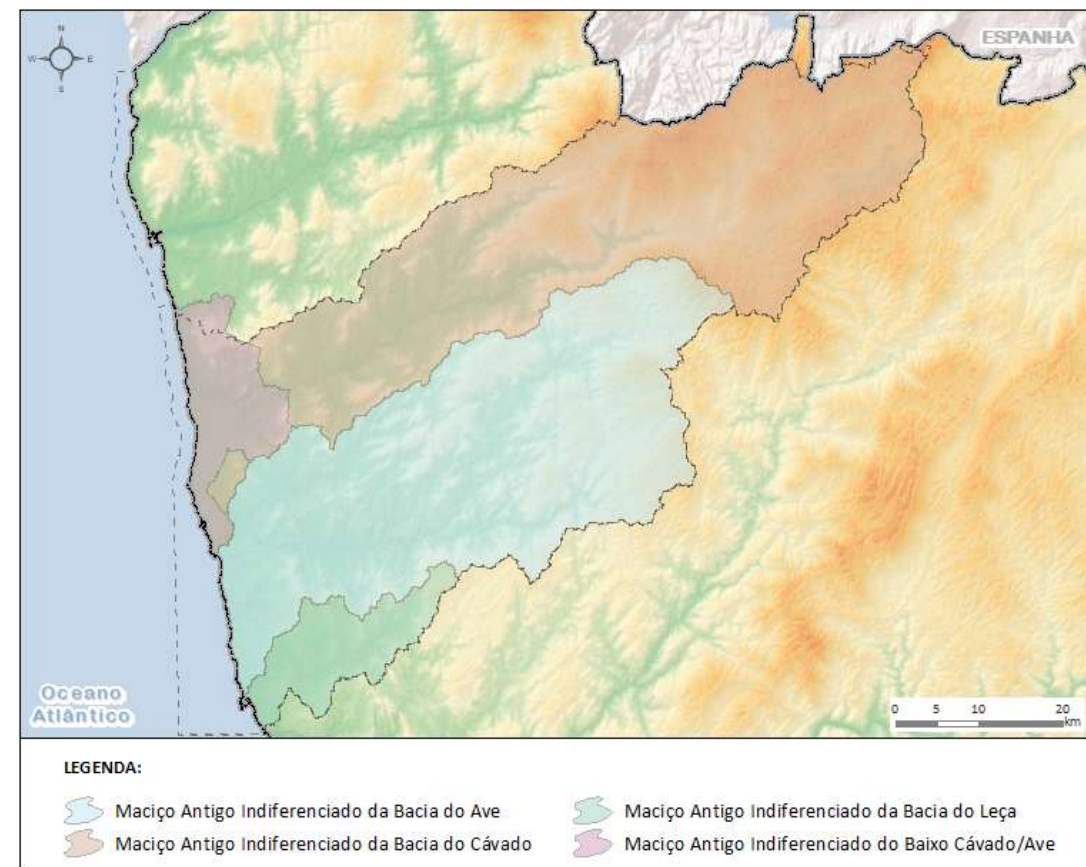 N
W E
S
ESPANHA
Oceano
Atlântico
0 5 10 20
km
LEGENDA:
Maciço Antigo Indiferenciado da Bacia do Ave
Maciço Antigo Indiferenciado da Bacia do Leça
Maciço Antigo Indiferenciado da Bacia do Cávado
Maciço Antigo Indiferenciado do Baixo Cávado/Ave